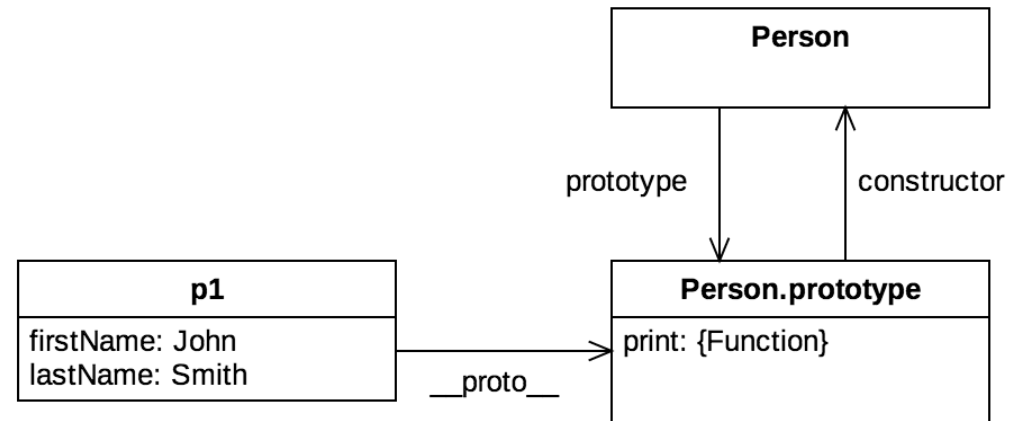 Person
prototype
constructor
p1
firstName: John
lastName: Smith
__proto__
Person.prototype
print: {Function}